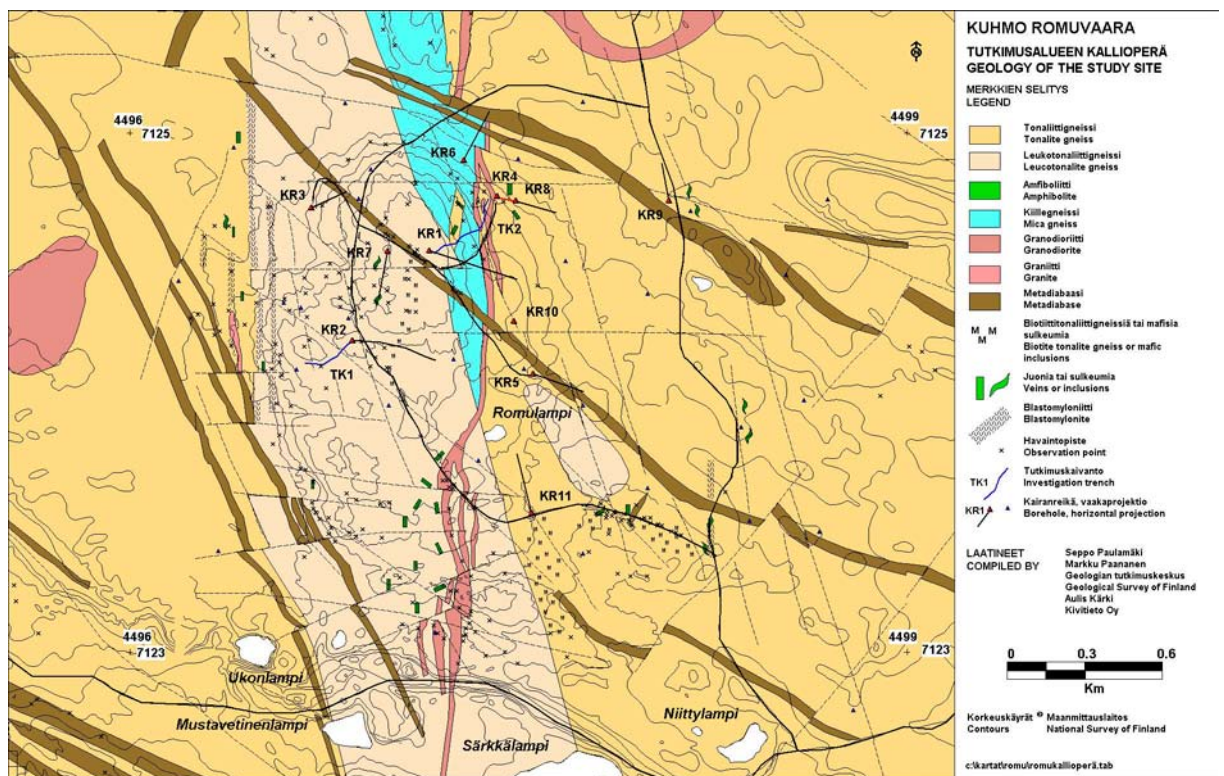 KUHMO ROMUVAARA
TUTKIMUSALUEEN KALLIOPERÄ
GEOLOGY OF THE STUDY SITE
MERKKIEN SELITYS
LEGEND
Tonaliittigneissi
Tonalite gneiss
Leukotonaliittigneissi
Leucotonalite gneiss
Amfiboliitti
Amphibolite
Kiillegneissi
Mica gneiss
Granodioriitti
Granodiorite
Graniitti
Granite
Metadiabaasi
Metadiabase
M M
M
Biotiittitonaliittigneissiä tai mafisia
sulkeumia
Biotite tonalite gneiss or mafic
inclusions
Juonia tai sulkeumia
Veins or inclusions
Blastomyloniitti
Blastomylonite
Havaintopiste
Observation point
TK1
Tutkimuskaivanto
Investigation trench
KR1
Kairanreikä, vaakaprojektio
Borehole, horizontal projection
LAATINEET
COMPILED BY
Seppo Paulamäki
Markku Paananen
Geologian tutkimuskeskus
Geological Survey of Finland
Aulis Kärki
Kivitieto Oy
0 0.3 0.6
Km
Korkeuskäyrät © Maanmittauslaitos
Contours National Survey of Finland
c:\kartat\romu\romukallioperä.tab
4496
7125
4499
7125
KR6
KR4
KR8
KR3
KR9
KR1
TK2
KR7
KR10
KR2
TK1
KR5
Romulampi
KR11
4496
7123
4499
7123
Ukonlampi
Mustavetinenlampi
Särkkälampi
Niittylampi